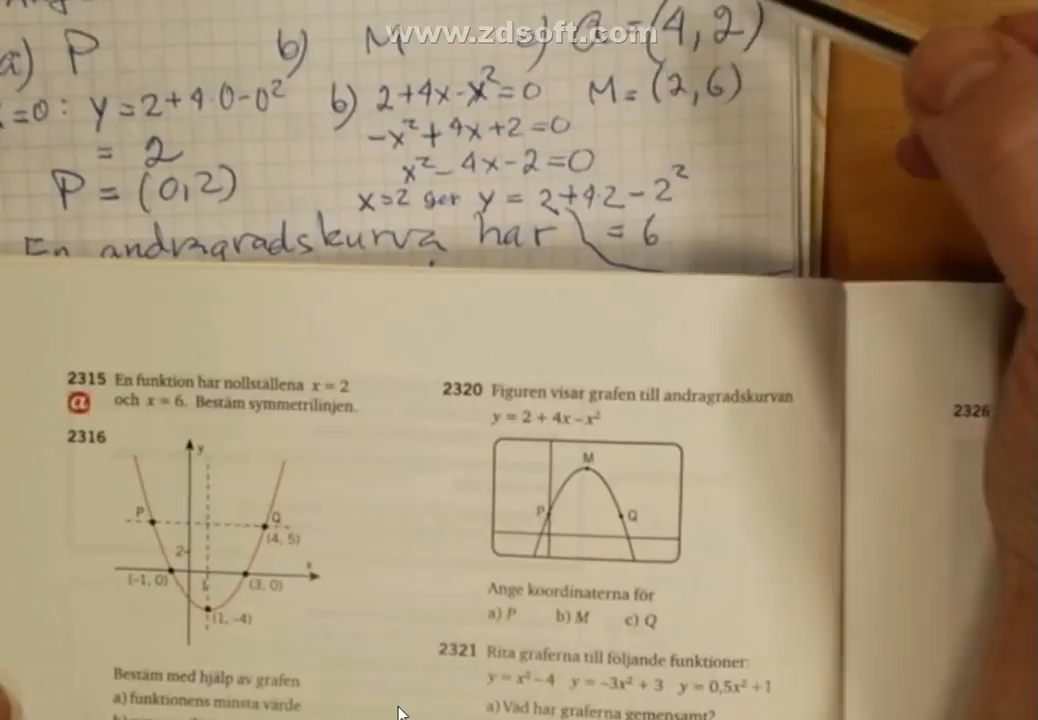 www.zdsoft.com
a) P b) M c) Q = (4,2)
x=0: y=2+4·0-0²
= 2
P = (0,2)
b) 2+4x-x²=0 M = (2,6)
-x²+4x+2=0
x²-4x-2=0
x=2 ger y = 2+4·2-2²
= 6
En andragradskurva har
2315 En funktion har nollställena x = 2
och x = 6. Bestäm symmetrilinjen.
a
2316
y
P
Q
(4, 5)
2
x
(-1, 0)
(3, 0)
(1, -4)
Bestäm med hjälp av grafen
a) funktionens minsta värde
2320 Figuren visar grafen till andragradskurvan
y = 2 + 4x - x²
M
P
Q
Ange koordinaterna för
a) P b) M c) Q
2321 Rita graferna till följande funktioner:
y = x² - 4 y = -3x² + 3 y = 0,5x² + 1
a) Vad har graferna gemensamt?
2326